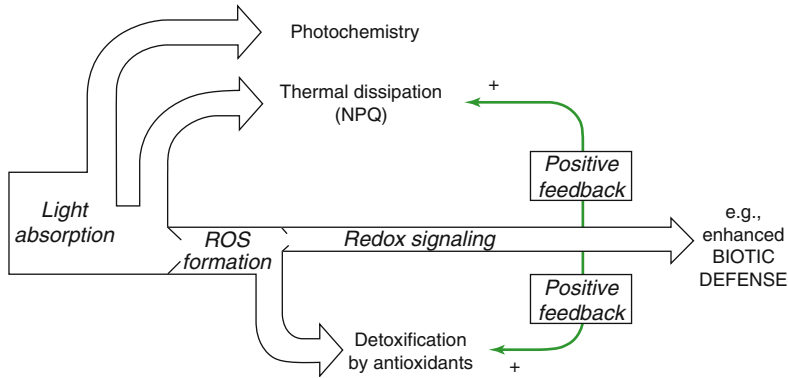 Photochemistry
Thermal dissipation
(NPQ)
+
Positive
feedback
Light
absorption
ROS
formation
Redox signaling
e.g.,
enhanced
BIOTIC
DEFENSE
Positive
feedback
Detoxification
by antioxidants
+